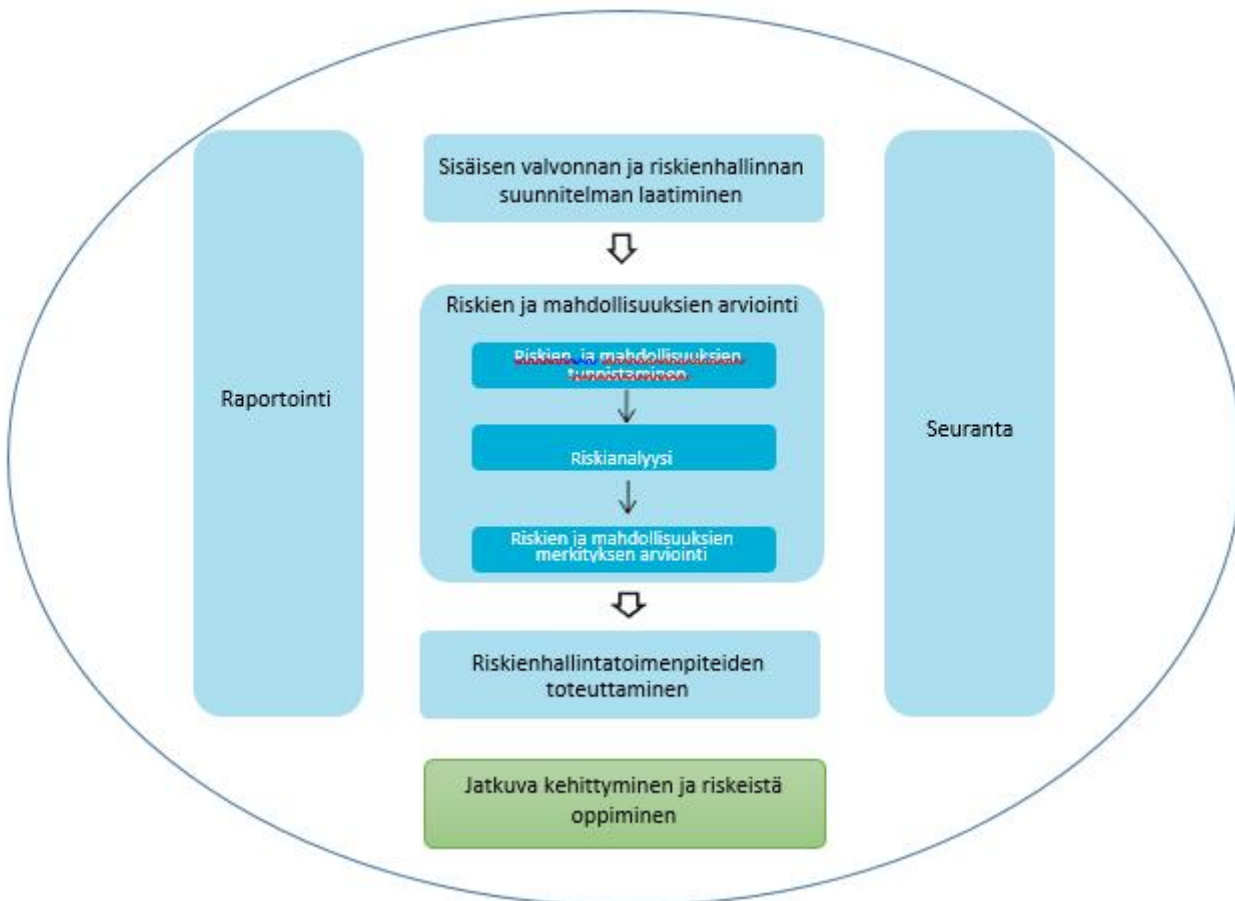 Sisäisen valvonnan ja riskienhallinnan
suunnitelman laatiminen
Riskien ja mahdollisuuksien arviointi
Riskien ja mahdollisuuksien
tunnistaminen
Raportointi
Seuranta
Riskianalyysi
Riskien ja mahdollisuuksien
merkityksen arviointi
Riskienhallintatoimenpiteiden
toteuttaminen
Jatkuva kehittyminen ja riskeistä
oppiminen